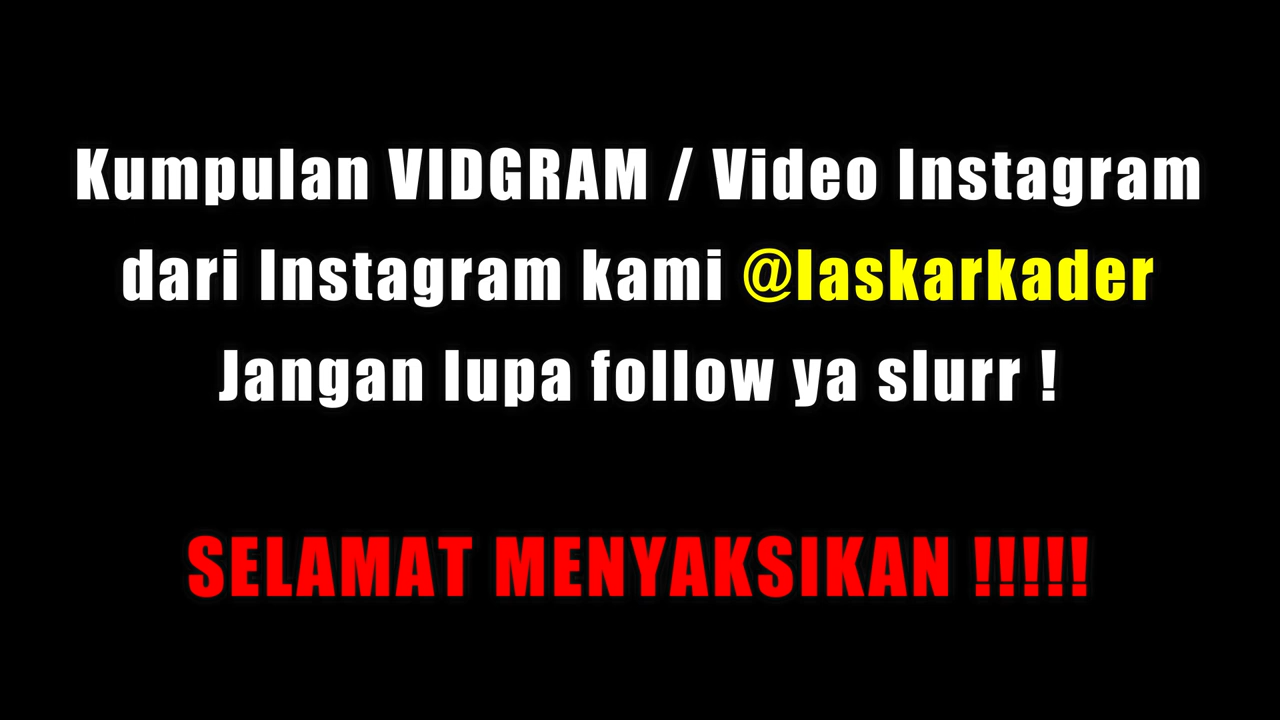 Kumpulan VIDGRAM / Video Instagram
dari Instagram kami @laskarkader
Jangan lupa follow ya slurr !
SELAMAT MENYAKSIKAN !!!!!